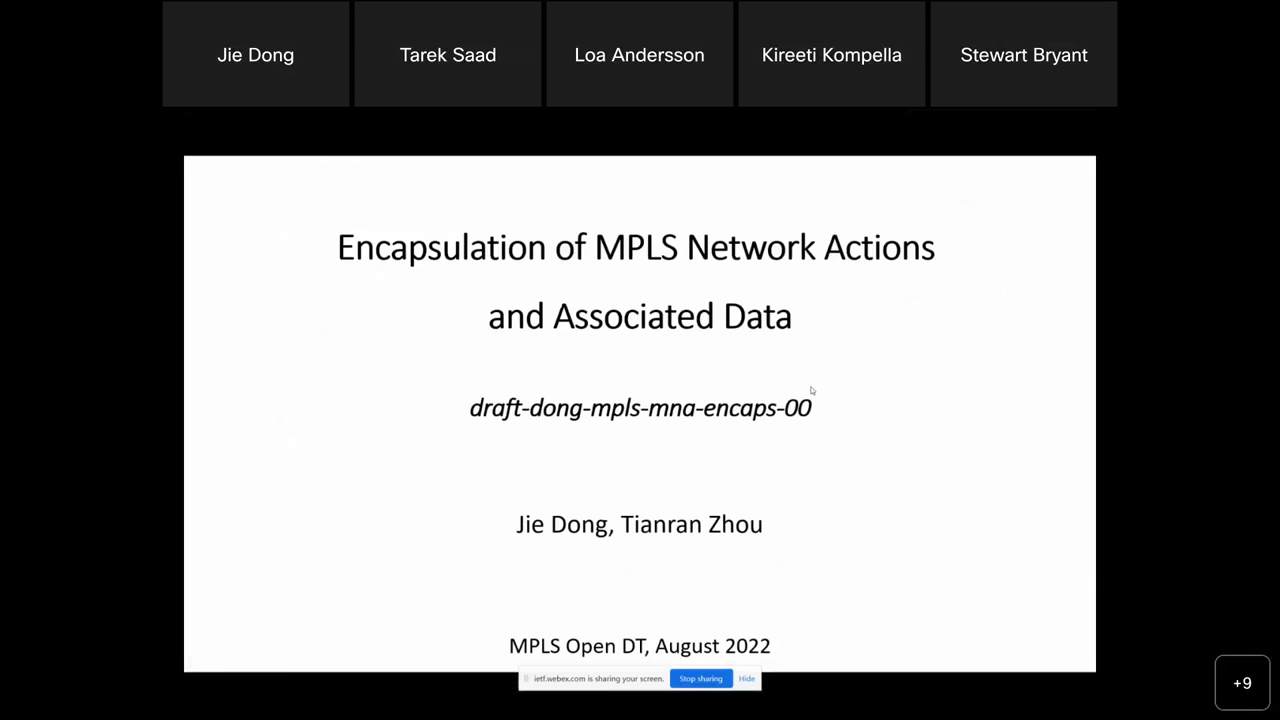 Jie Dong
Tarek Saad
Loa Andersson
Kireeti Kompella
Stewart Bryant
Encapsulation of MPLS Network Actions
and Associated Data
draft-dong-mpls-mna-encaps-00
Jie Dong, Tianran Zhou
MPLS Open DT, August 2022
ietf.webex.com is sharing your screen.
Stop sharing
Hide
+9